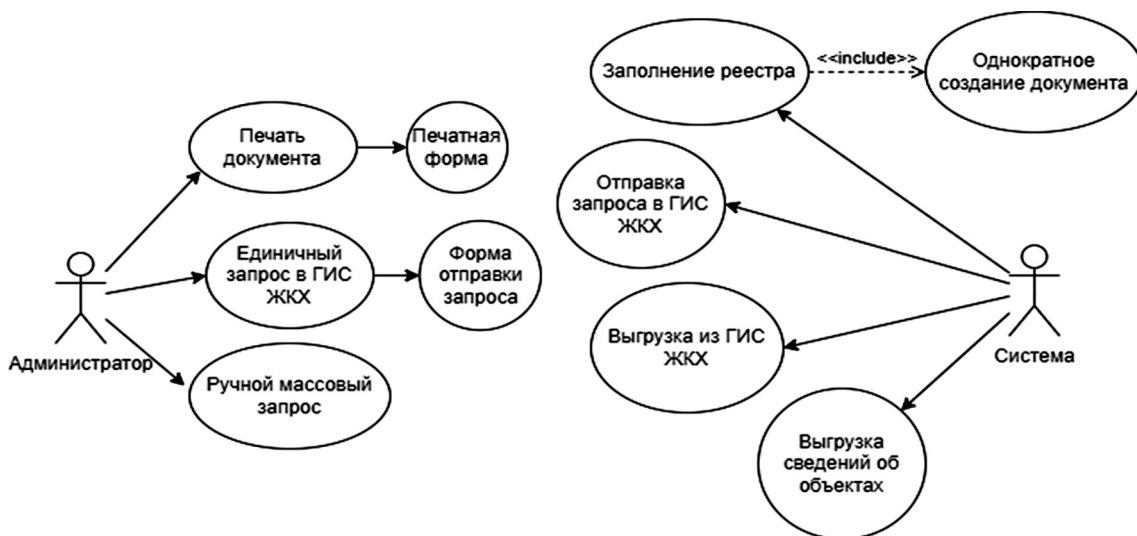 Печать
документа
Печатная
форма
Единичный
запрос в ГИС
ЖКХ
Форма
отправки
запроса
Администратор
Ручной массовый
запрос
Заполнение реестра
<<include>>
Однократное
создание документа
Отправка
запроса в ГИС
ЖКХ
Выгрузка из ГИС
ЖКХ
Система
Выгрузка
сведений об
объектах